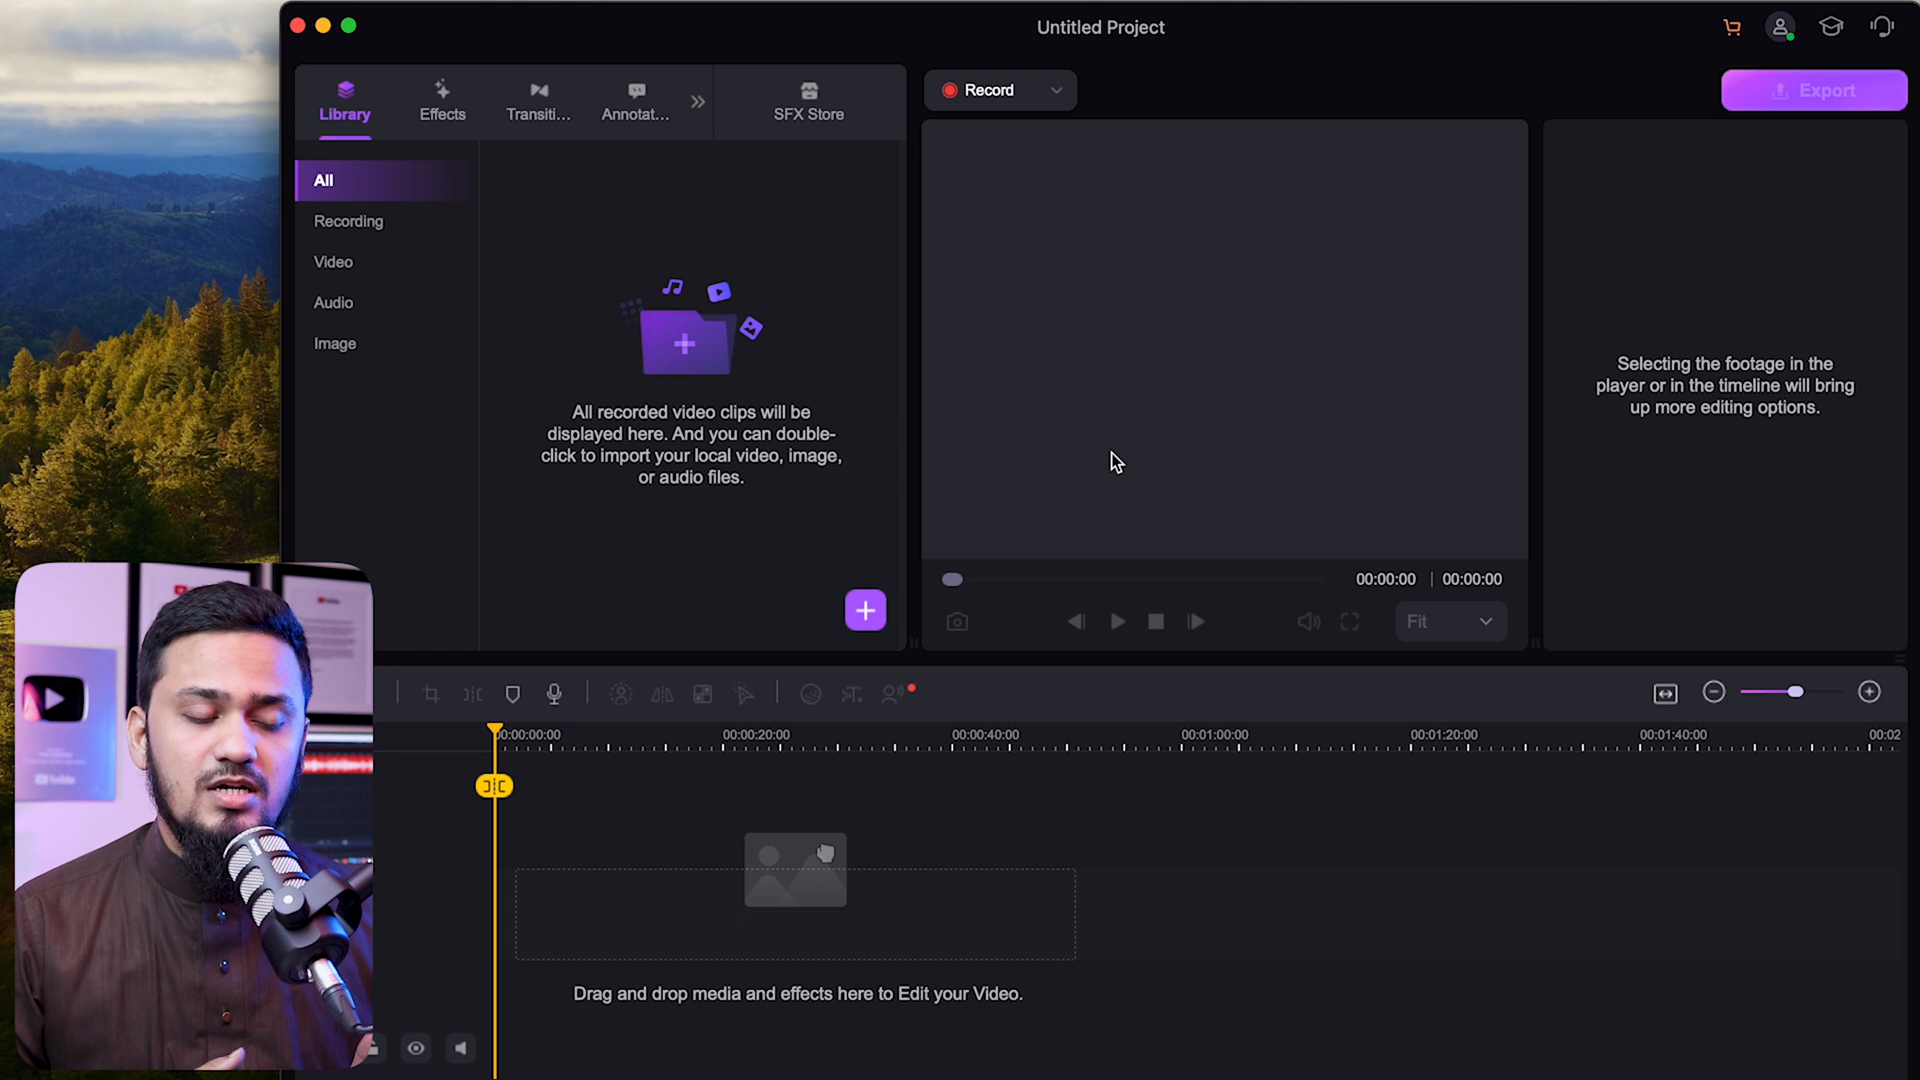 Untitled Project
Library
Effects
Transiti...
Annotat...
SFX Store
Record
Export
All
Recording
Video
Audio
Image
All recorded video clips will be
displayed here. And you can double-
click to import your local video, image,
or audio files.
Selecting the footage in the
player or in the timeline will bring
up more editing options.
00:00:00 | 00:00:00
Fit
00:00:00:00
00:00:20:00
00:00:40:00
00:01:00:00
00:01:20:00
00:01:40:00
00:02
Drag and drop media and effects here to Edit your Video.